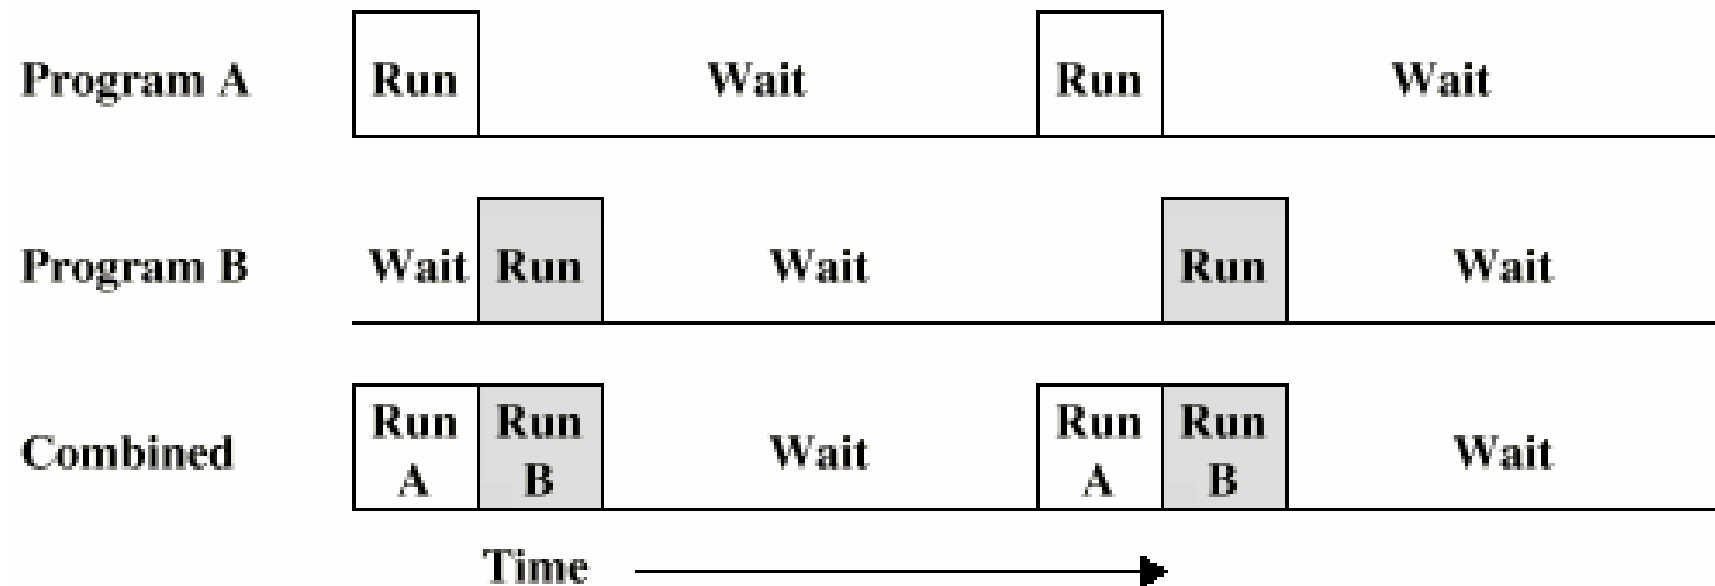 Program A Run Wait Run Wait
Program B Wait Run Wait Run Wait
Combined Run A Run B Wait Run A Run B Wait
Time